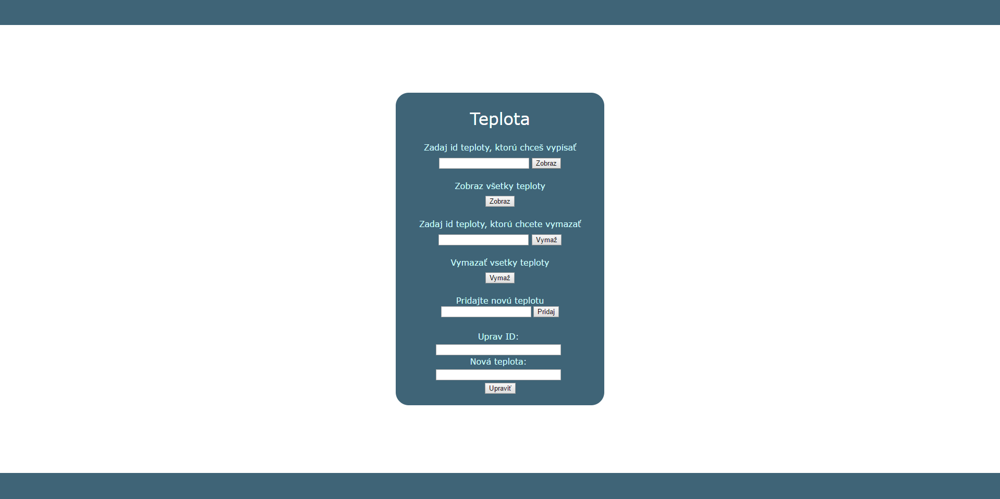 Teplota
Zadaj id teploty, ktorú chceš vypísať
Zobraz
Zobraz všetky teploty
Zobraz
Zadaj id teploty, ktorú chcete vymazať
Vymaž
Vymazať vsetky teploty
Vymaž
Pridajte novú teplotu
Pridaj
Uprav ID:
Nová teplota:
Upraviť